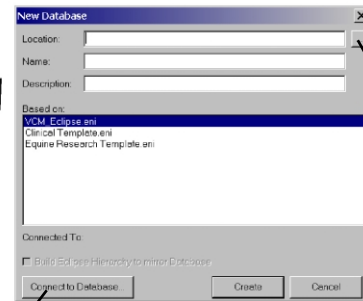 New Database
Location:
Name:
Description:
Based on:
VCM_Eclipse.eni
Clinical Template.eni
Equine Research Template.eni
Connected To:
Build Eclipse Hierarchy to mirror Database
Connect to Database...
Create
Cancel